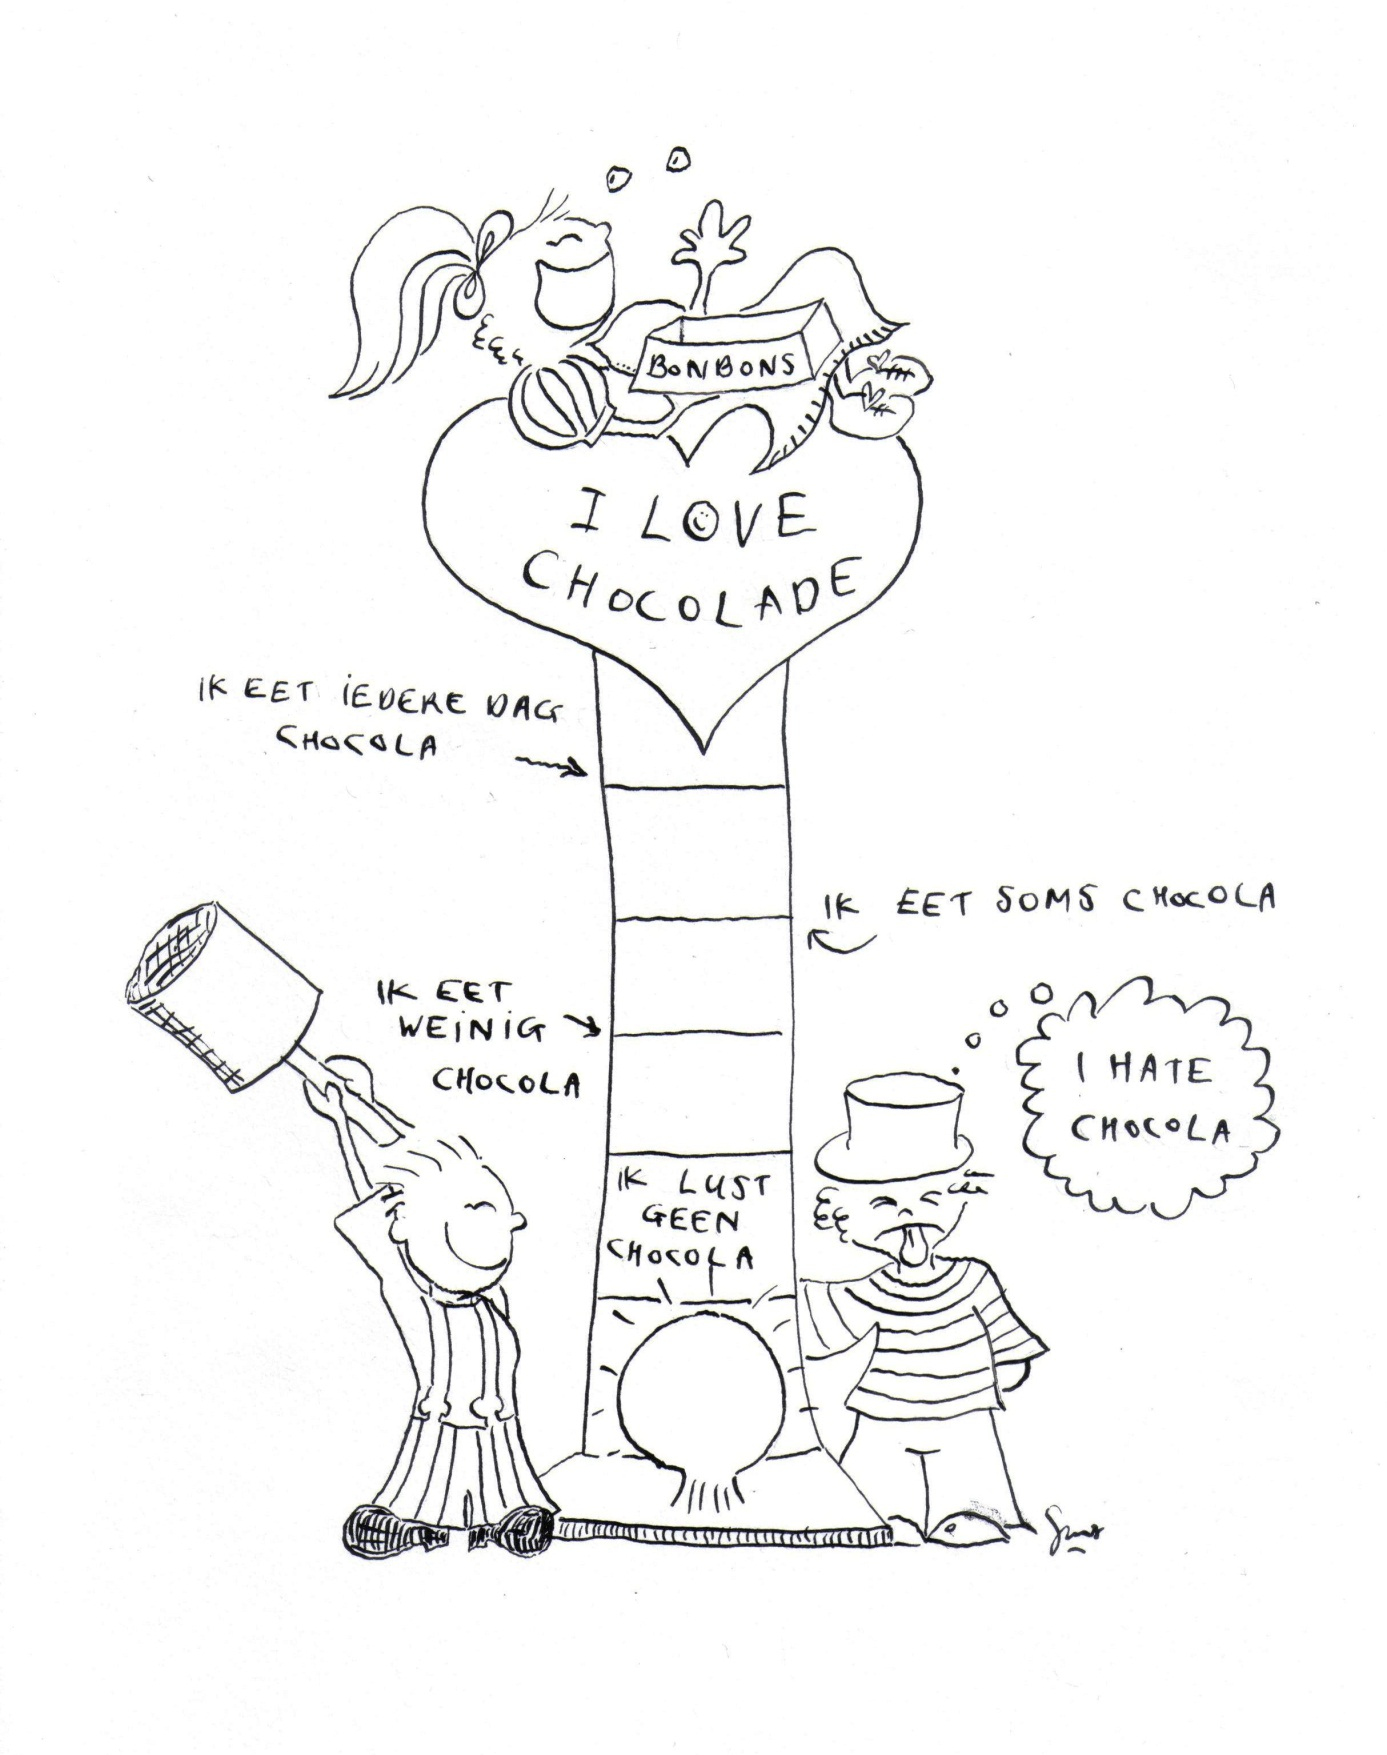 BONBONS
I LOVE
CHOCOLADE
IK EET IEDERE DAG
CHOCOLA
IK EET SOMS CHOCOLA
IK EET
WEINIG
CHOCOLA
I HATE
CHOCOLA
IK LUST
GEEN
CHOCOLA